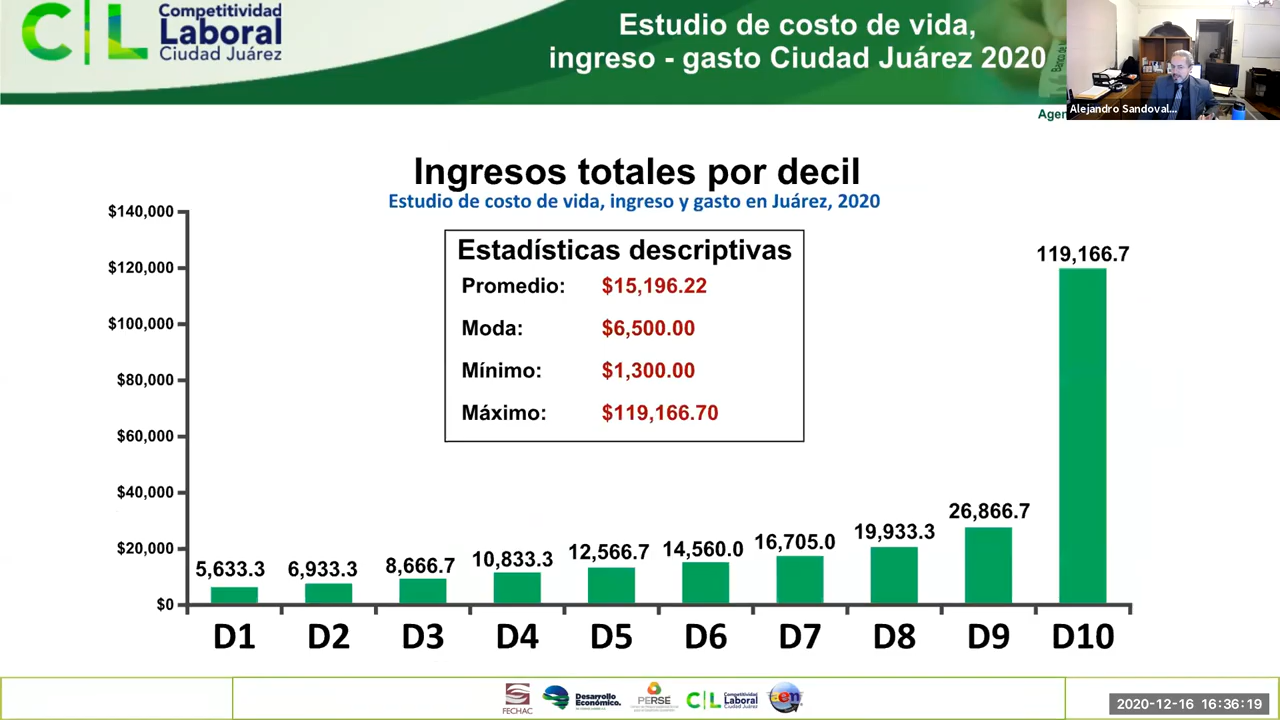 C|L Competitividad
Laboral
Ciudad Juárez
Estudio de costo de vida,
ingreso - gasto Ciudad Juárez 2020
Alejandro Sandoval...
Ingresos totales por decil
Estudio de costo de vida, ingreso y gasto en Juárez, 2020
Estadísticas descriptivas
Promedio: $15,196.22
Moda: $6,500.00
Mínimo: $1,300.00
Máximo: $119,166.70
$140,000
$120,000
$100,000
$80,000
$60,000
$40,000
$20,000
$0
5,633.3 6,933.3 8,666.7 10,833.3 12,566.7 14,560.0 16,705.0 19,933.3 26,866.7 119,166.7
D1 D2 D3 D4 D5 D6 D7 D8 D9 D10
FECHAC
Desarrollo
Económico.
PERSÉ
C|L Competitividad
Laboral
Ciudad Juárez
2020-12-16 16:36:19